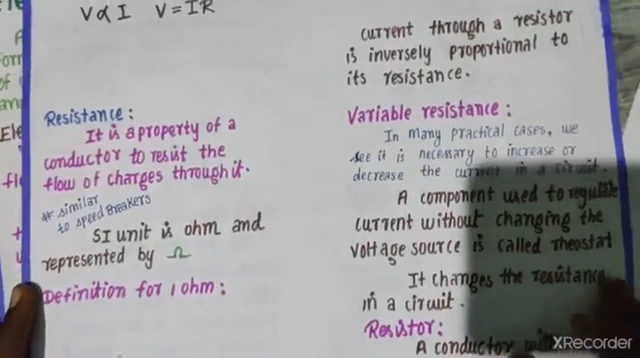 V∝I V=IR
Resistance:
It is a property of a
conductor to resist the
flow of charges through it.
# similar
to speed breakers
SI unit is ohm and
represented by Ω
Definition for 1 ohm:
current through a resistor
is inversely proportional to
its resistance.
Variable resistance:
In many practical cases, we
see it is necessary to increase or
decrease the current in a circuit.
A component used to regulate
current without changing the
voltage source is called rheostat
It changes the resistance
in a circuit.
Resistor:
A conductor
XRecorder